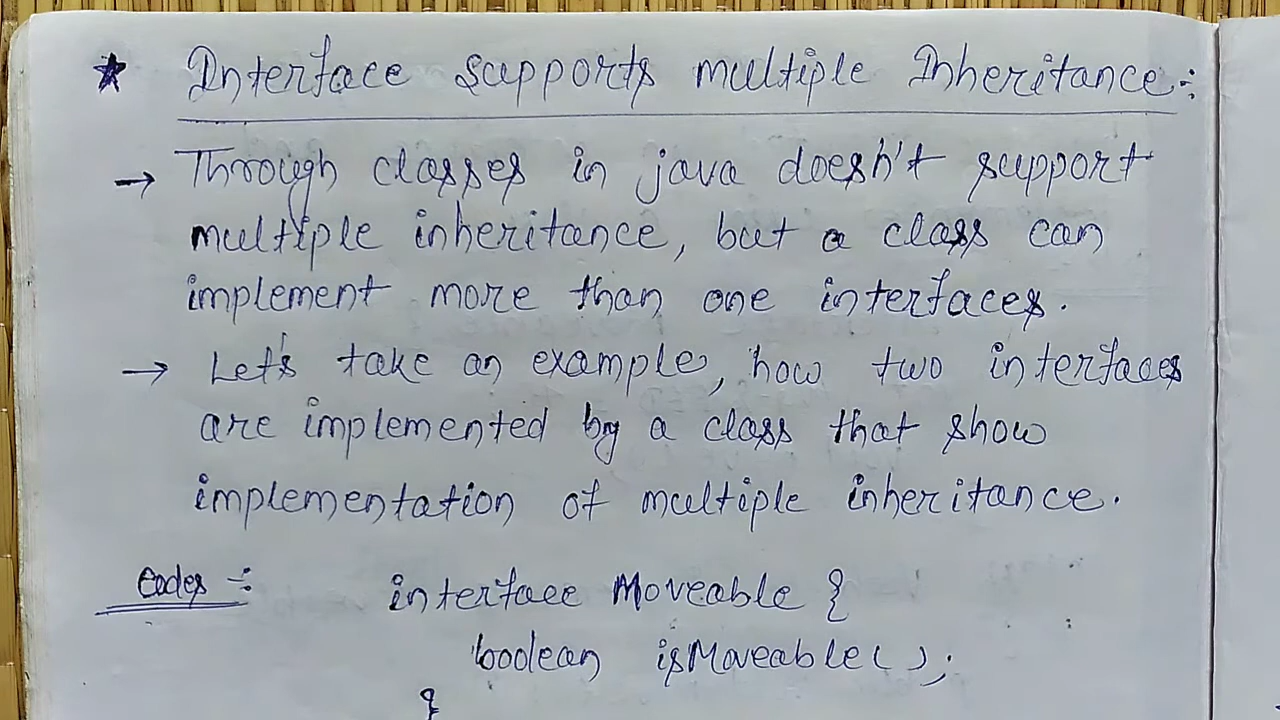 ★ Interface supports multiple Inheritance:-
→ Through classes in java doesn't support
multiple inheritance, but a class can
implement more than one interfaces.
→ Let's take an example, how two interfaces
are implemented by a class that show
implementation of multiple inheritance.
Codes :- interface Moveable {
boolean isMoveable();
}